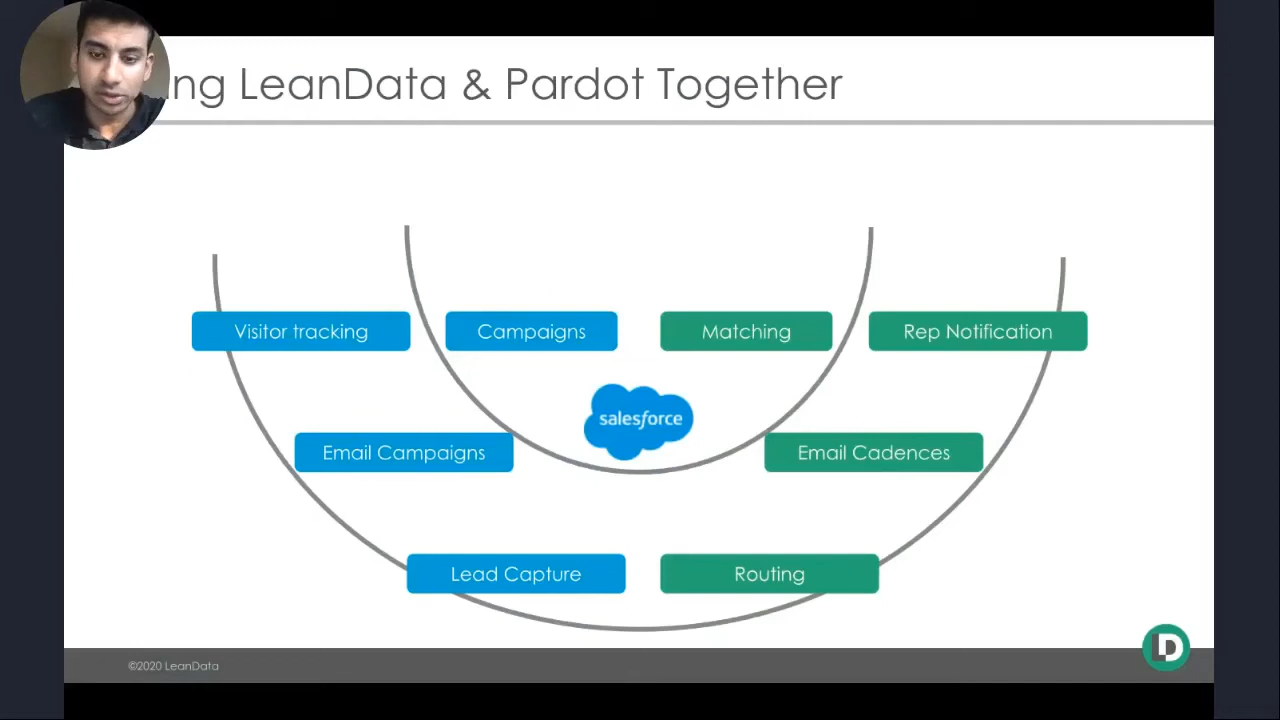 ng LeanData & Pardot Together
Visitor tracking
Campaigns
Matching
Rep Notification
salesforce
Email Campaigns
Email Cadences
Lead Capture
Routing
©2020 LeanData
LD